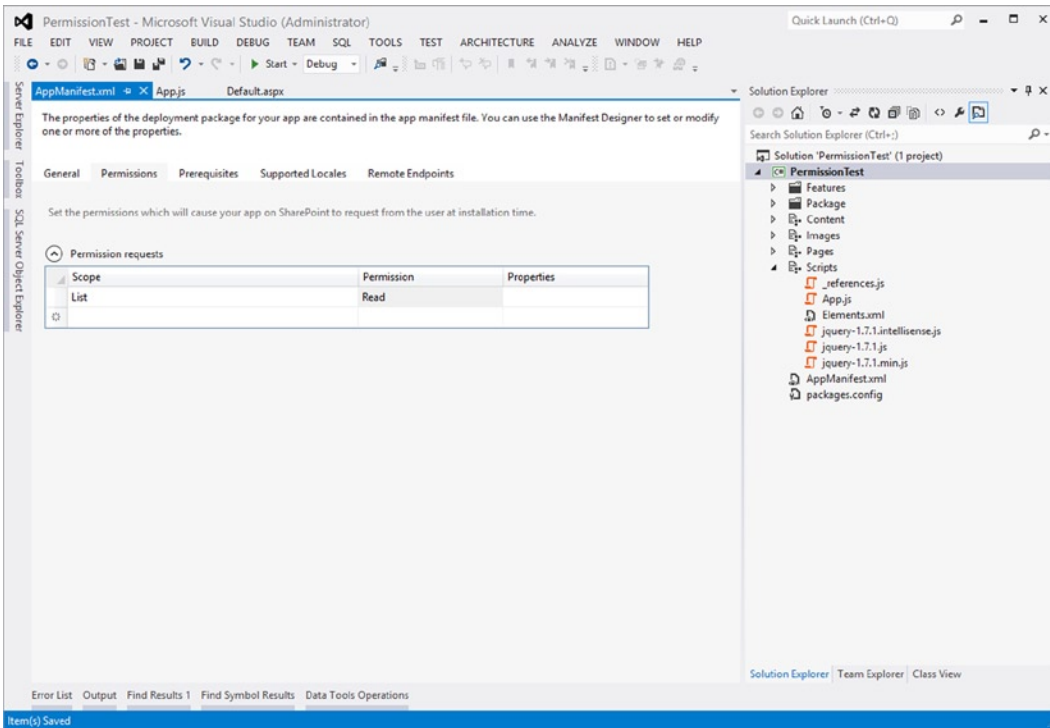 PermissionTest - Microsoft Visual Studio (Administrator)
Quick Launch (Ctrl+Q)
FILE EDIT VIEW PROJECT BUILD DEBUG TEAM SQL TOOLS TEST ARCHITECTURE ANALYZE WINDOW HELP
Start Debug
Server Explorer
Toolbox
SQL Server Object Explorer
AppManifest.xml App.js Default.aspx
The properties of the deployment package for your app are contained in the app manifest file. You can use the Manifest Designer to set or modify
one or more of the properties.
General Permissions Prerequisites Supported Locales Remote Endpoints
Set the permissions which will cause your app on SharePoint to request from the user at installation time.
Permission requests
Scope Permission Properties
List Read
Solution Explorer
Search Solution Explorer (Ctrl+;)
Solution 'PermissionTest' (1 project)
PermissionTest
Features
Package
Content
Images
Pages
Scripts
_references.js
App.js
Elements.xml
jquery-1.7.1.intellisense.js
jquery-1.7.1.js
jquery-1.7.1.min.js
AppManifest.xml
packages.config
Solution Explorer Team Explorer Class View
Error List Output Find Results 1 Find Symbol Results Data Tools Operations
Item(s) Saved